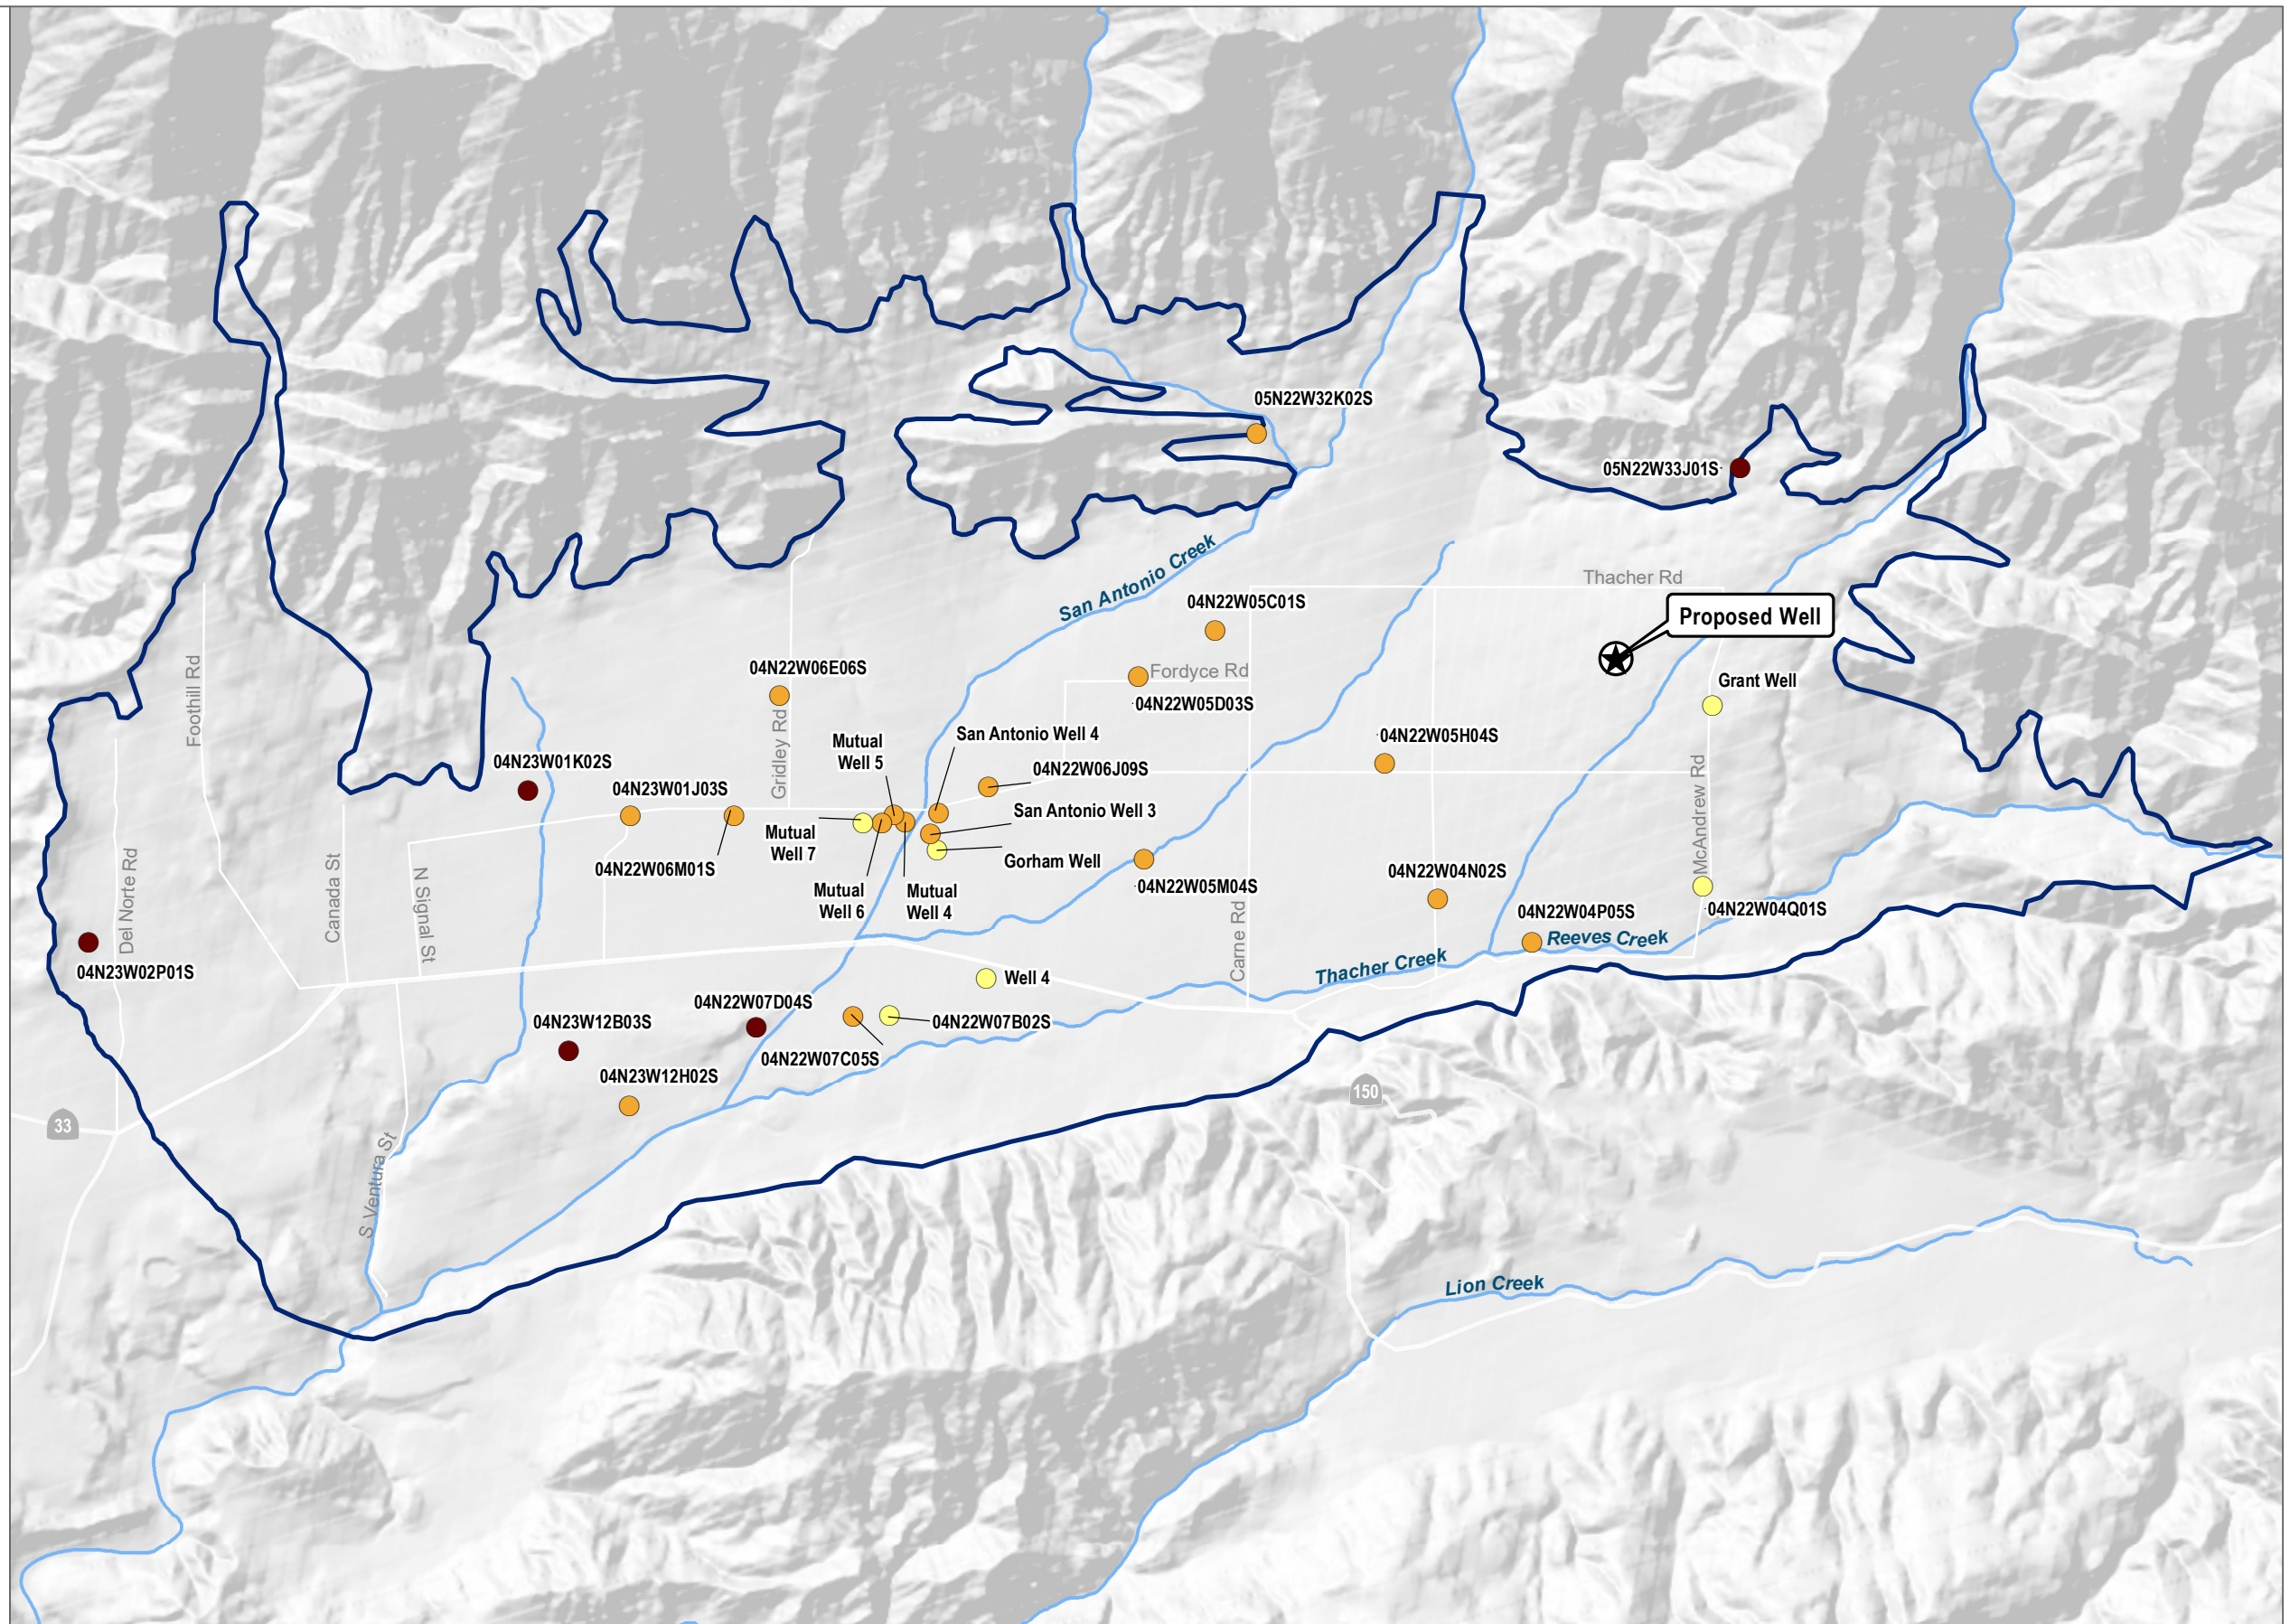 05N22W32K02S
05N22W33J01S
San Antonio Creek
Thacher Rd
04N22W05C01S
Proposed Well
Foothill Rd
04N22W06E06S
Fordyce Rd
Grant Well
04N22W05D03S
Gridley Rd
San Antonio Well 4
04N22W05H04S
Mutual
Well 5
04N23W01K02S
04N22W06J09S
04N23W01J03S
McAndrew Rd
San Antonio Well 3
Mutual
Well 7
Gorham Well
04N22W06M01S
04N22W04N02S
04N22W05M04S
Mutual
Well 6
Mutual
Well 4
Del Norte Rd
Canada St
N Signal St
04N22W04P05S
04N22W04Q01S
Carne Rd
Reeves Creek
04N23W02P01S
Thacher Creek
Well 4
04N22W07D04S
04N23W12B03S
04N22W07B02S
04N22W07C05S
04N23W12H02S
150
33
S Ventura St
Lion Creek